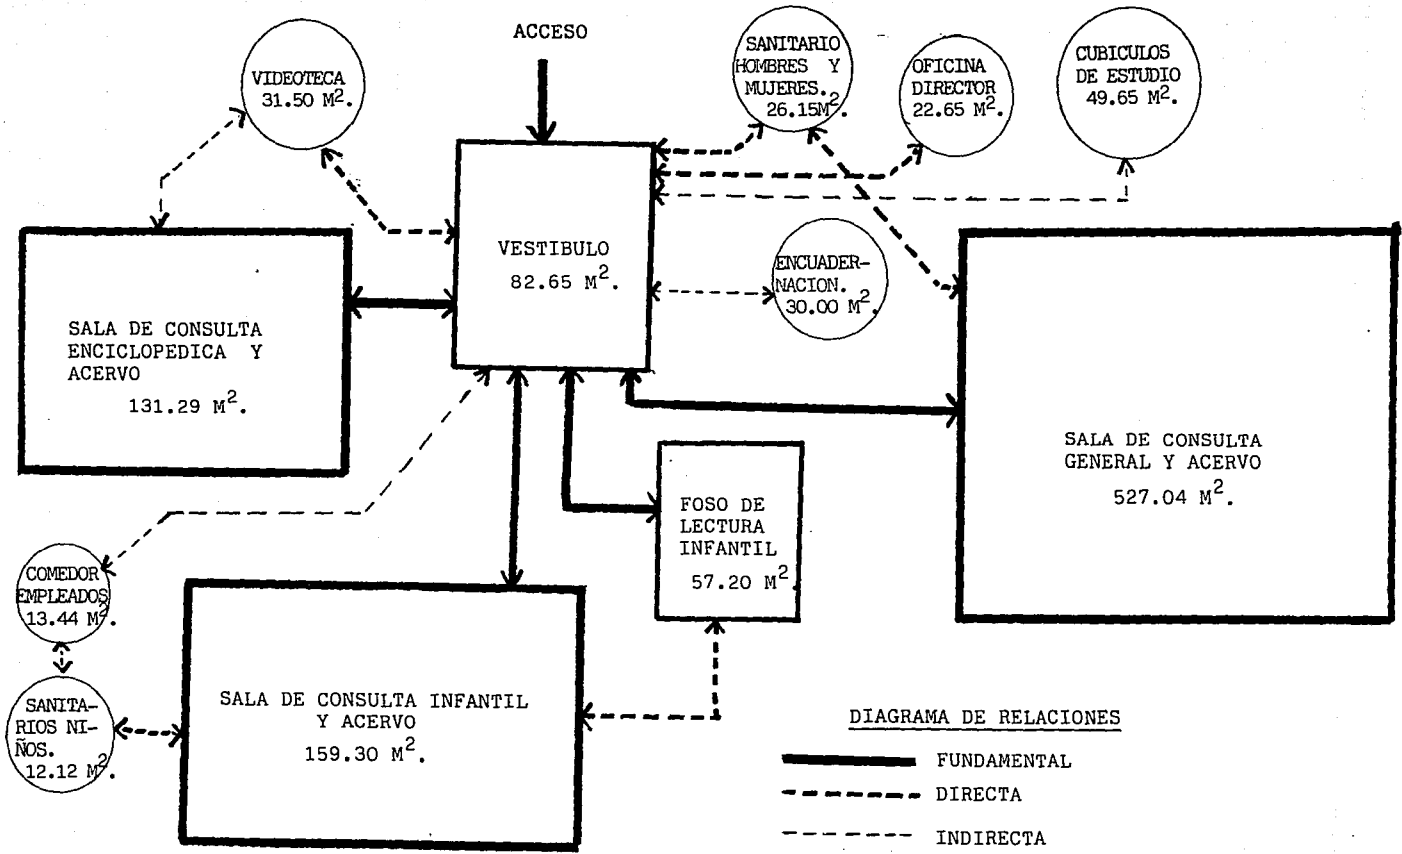 ACCESO
VIDEOTECA
31.50 M².
SANITARIO
HOMBRES Y
MUJERES.
26.15M².
OFICINA
DIRECTOR
22.65 M².
CUBICULOS
DE ESTUDIO
49.65 M².
VESTIBULO
82.65 M².
ENCUADER-
NACION.
30.00 M².
SALA DE CONSULTA
ENCICLOPEDICA Y
ACERVO
131.29 M².
SALA DE CONSULTA
GENERAL Y ACERVO
527.04 M².
FOSO DE
LECTURA
INFANTIL
57.20 M²
COMEDOR
EMPLEADOS
13.44 M².
SANITA-
RIOS NI-
ÑOS.
12.12 M².
SALA DE CONSULTA INFANTIL
Y ACERVO
159.30 M².
DIAGRAMA DE RELACIONES
FUNDAMENTAL
DIRECTA
INDIRECTA